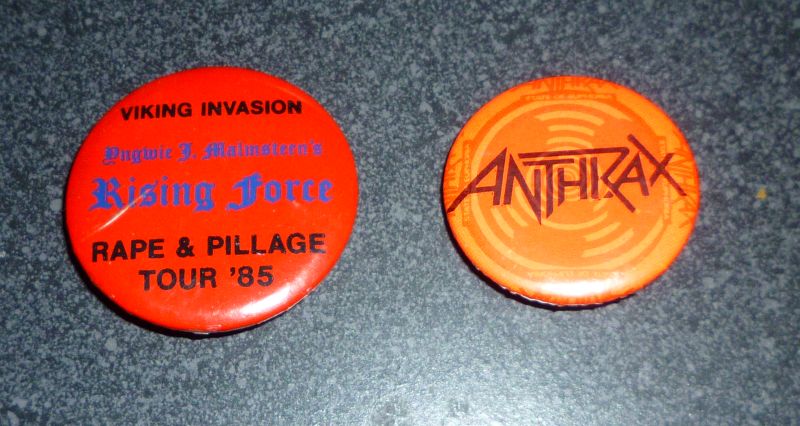 VIKING INVASION
Yngwie J. Malmsteen's
Rising Force
RAPE & PILLAGE
TOUR '85
ANTHRAX